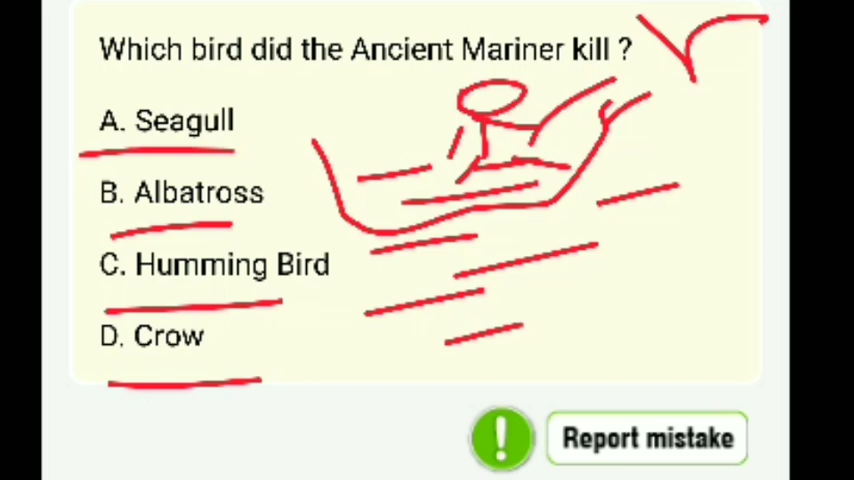 Which bird did the Ancient Mariner kill ?
A. Seagull
B. Albatross
C. Humming Bird
D. Crow
! Report mistake